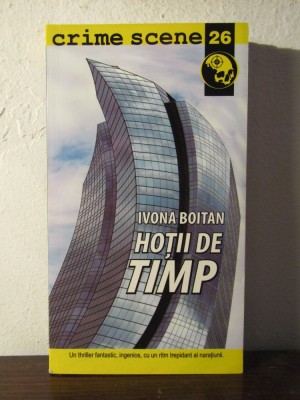 crime scene 26
IVONA BOITAN
HOȚII DE
TIMP
Un thriller fantastic, ingenios, cu un ritm trepidant al narațiunii.